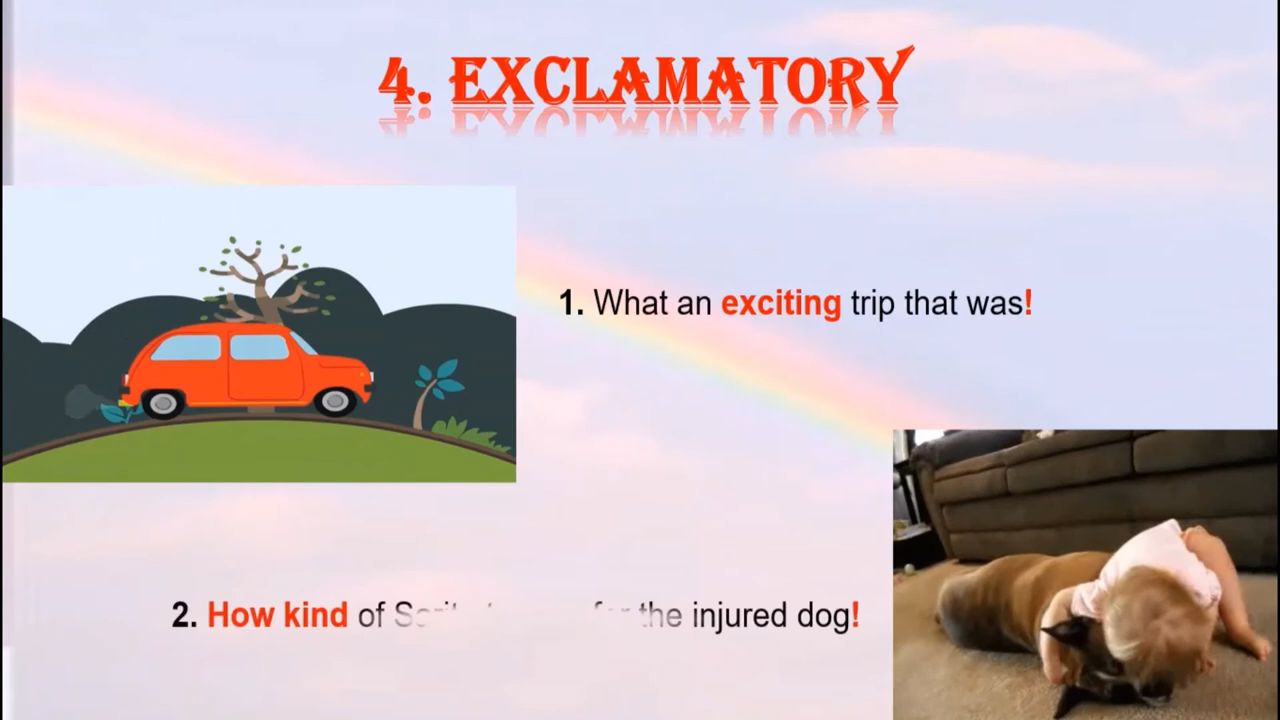 4. EXCLAMATORY
1. What an exciting trip that was!
2. How kind of the injured dog!